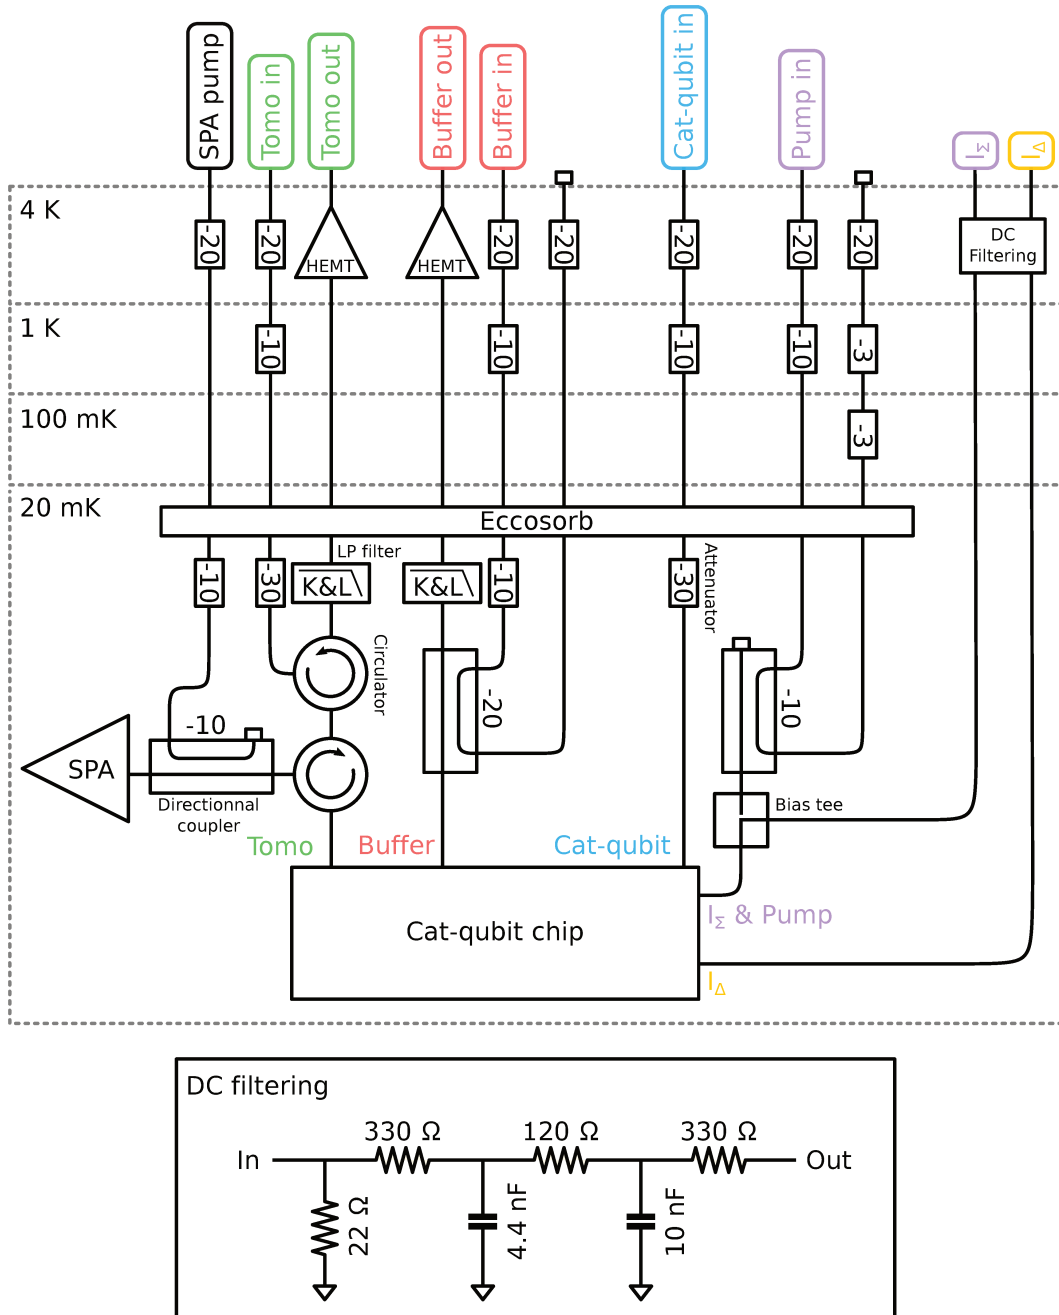 SPA pump
Tomo in
Tomo out
Buffer out
Buffer in
Cat-qubit in
Pump in
IΣ
IΔ
4 K
-20
-20
HEMT
HEMT
-20
-20
-20
-20
-20
DC
Filtering
1 K
-10
-10
-10
-10
-3
100 mK
-3
20 mK
Eccosorb
-10
-30
LP filter
K&L
K&L
-10
-30
Attenuator
Circulator
-20
-10
-10
SPA
Directionnal
coupler
Bias tee
Tomo
Buffer
Cat-qubit
Cat-qubit chip
IΣ & Pump
IΔ
DC filtering
330 Ω
120 Ω
330 Ω
In
Out
22 Ω
4.4 nF
10 nF